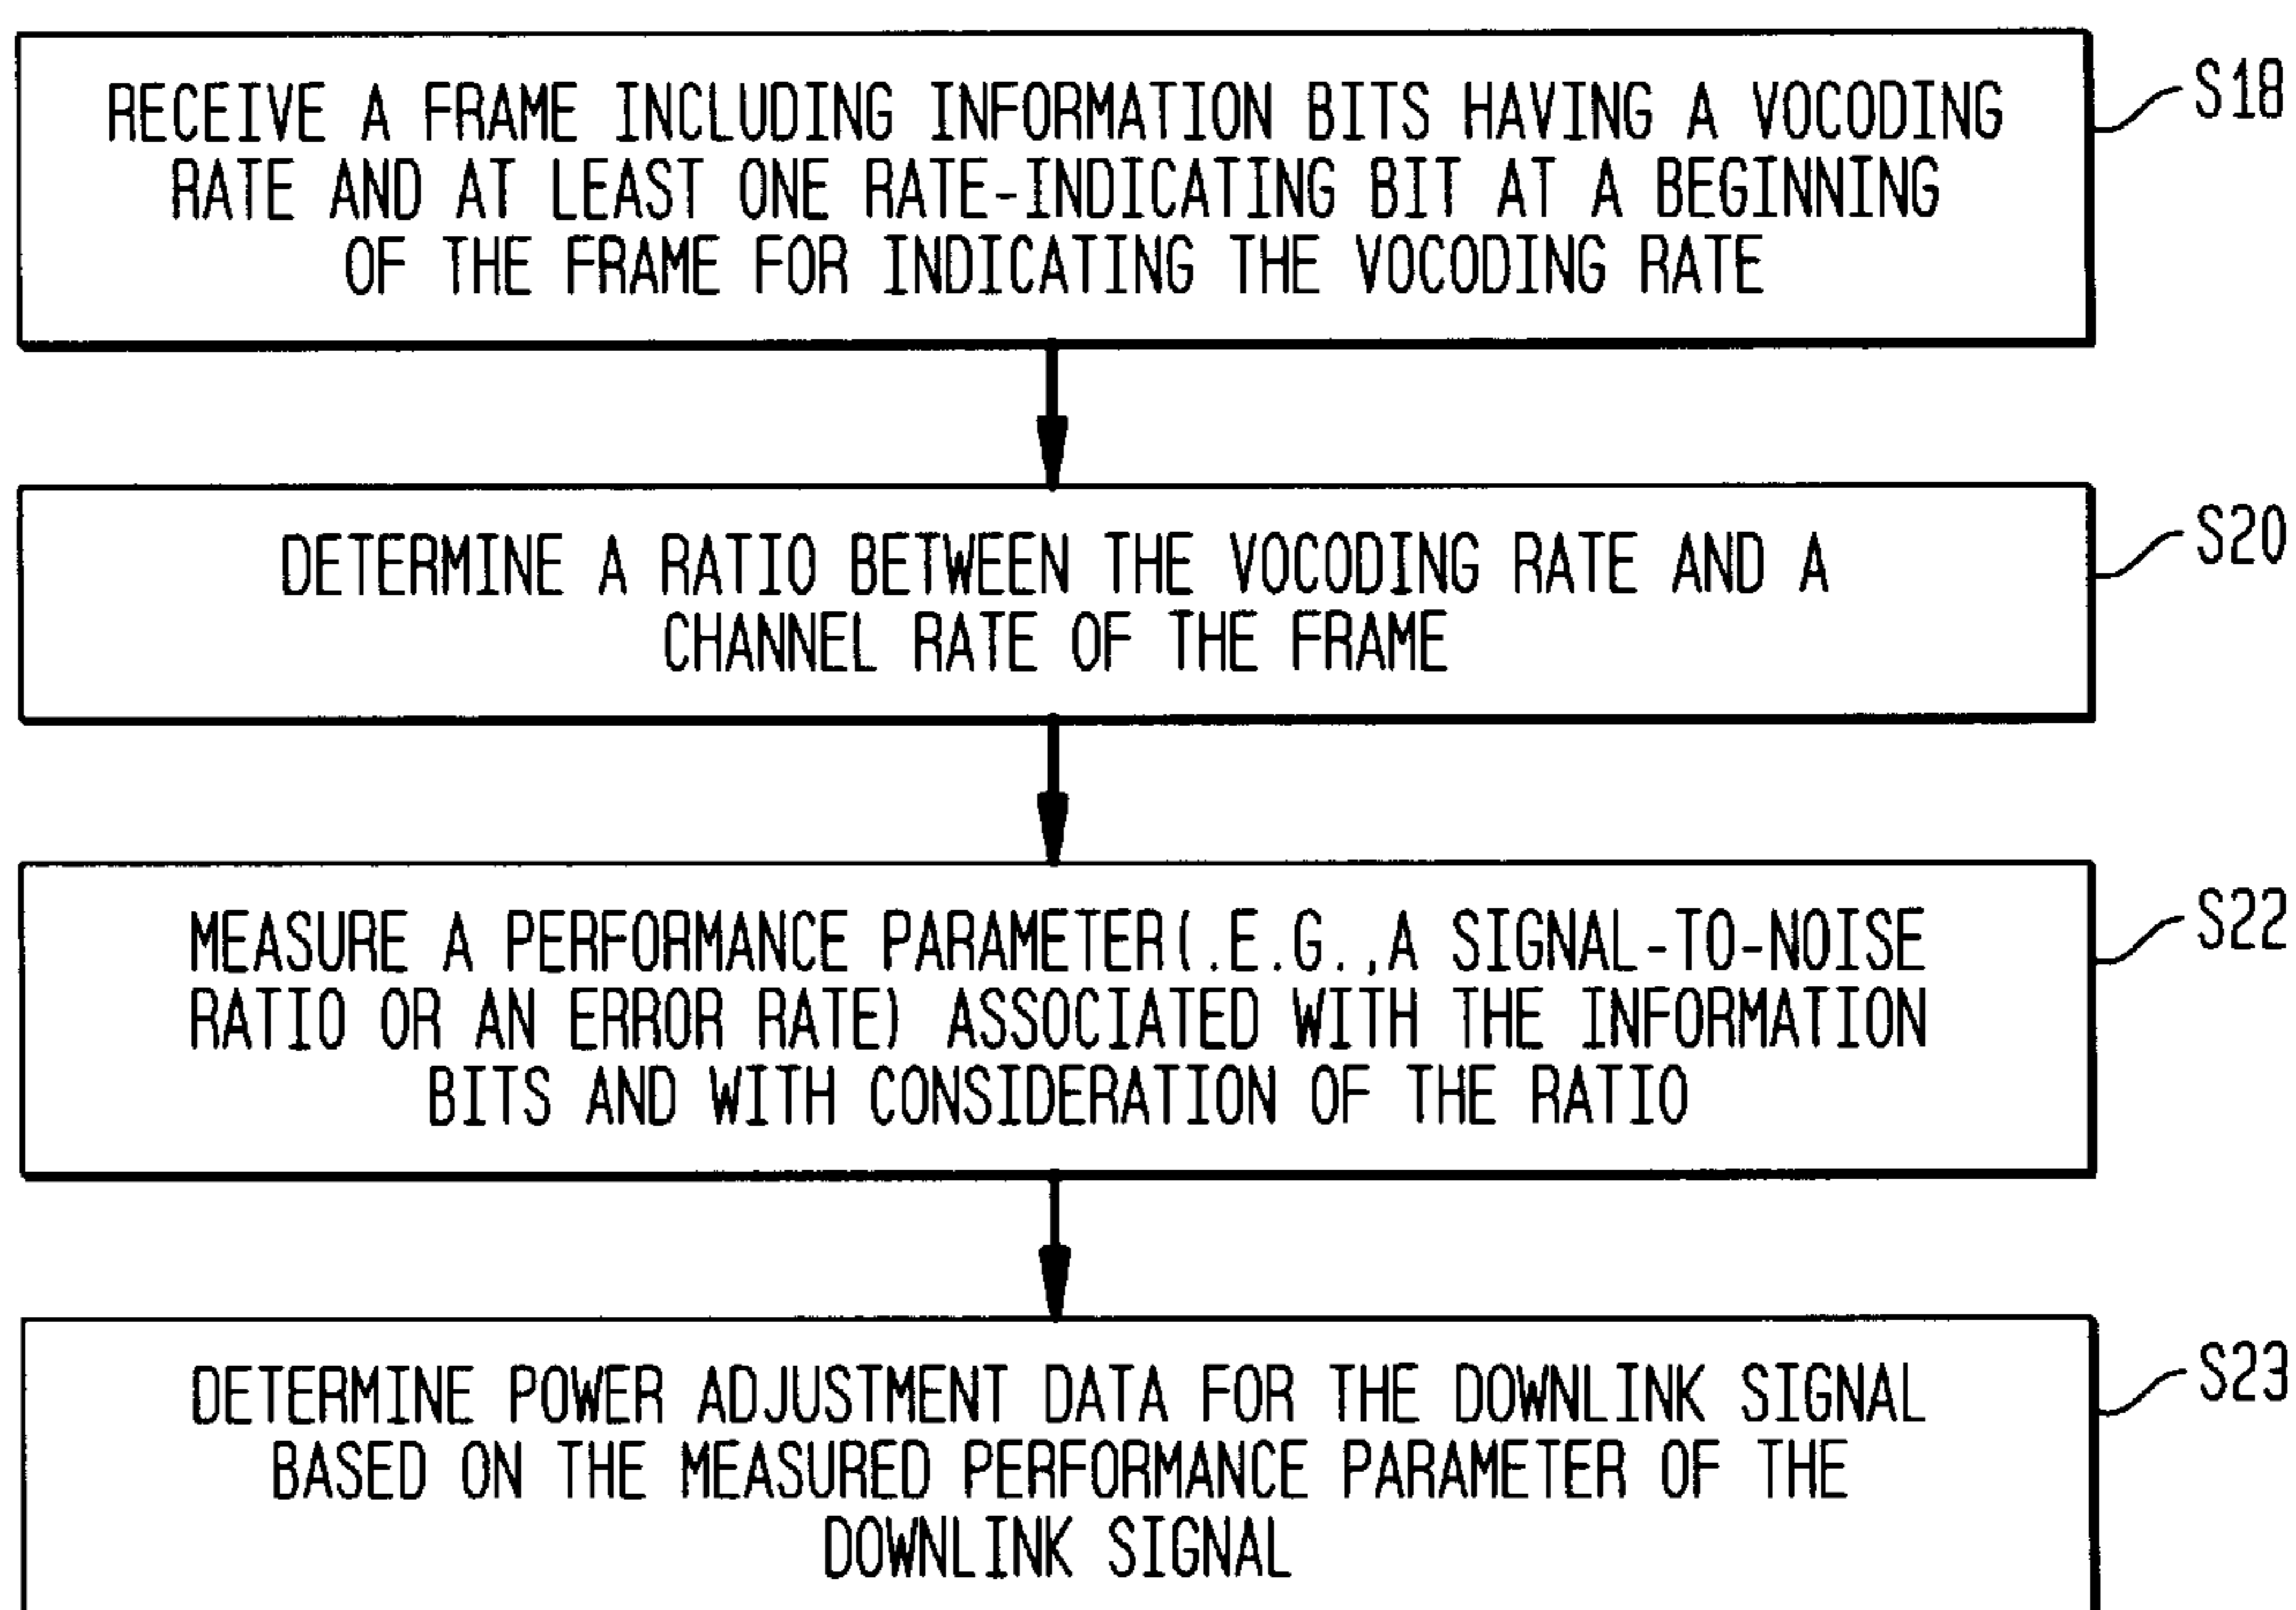 RECEIVE A FRAME INCLUDING INFORMATION BITS HAVING A VOCODING
RATE AND AT LEAST ONE RATE-INDICATING BIT AT A BEGINNING
OF THE FRAME FOR INDICATING THE VOCODING RATE
S18
DETERMINE A RATIO BETWEEN THE VOCODING RATE AND A
CHANNEL RATE OF THE FRAME
S20
MEASURE A PERFORMANCE PARAMETER(.E.G.,A SIGNAL-TO-NOISE
RATIO OR AN ERROR RATE) ASSOCIATED WITH THE INFORMATION
BITS AND WITH CONSIDERATION OF THE RATIO
S22
DETERMINE POWER ADJUSTMENT DATA FOR THE DOWNLINK SIGNAL
BASED ON THE MEASURED PERFORMANCE PARAMETER OF THE
DOWNLINK SIGNAL
S23